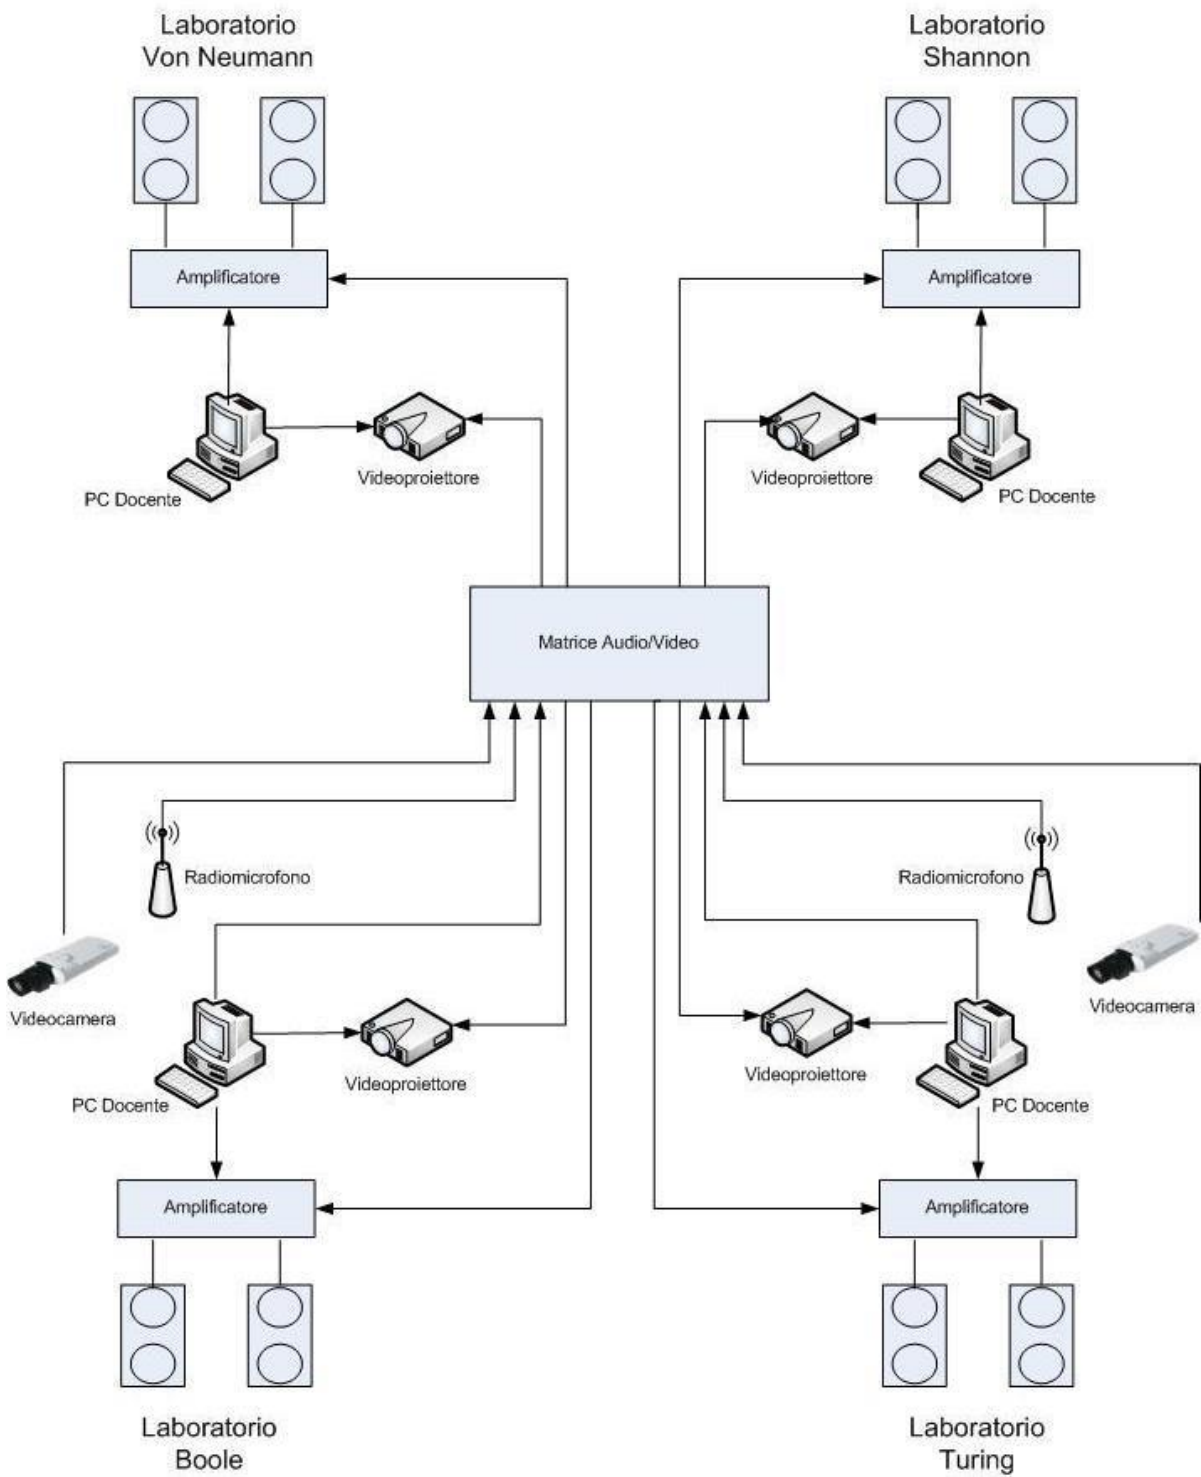 Laboratorio
Von Neumann
Laboratorio
Shannon
Amplificatore
Amplificatore
PC Docente
Videoproiettore
Videoproiettore
PC Docente
Matrice Audio/Video
Radiomicrofono
Radiomicrofono
Videocamera
Videocamera
PC Docente
Videoproiettore
Videoproiettore
PC Docente
Amplificatore
Amplificatore
Laboratorio
Boole
Laboratorio
Turing